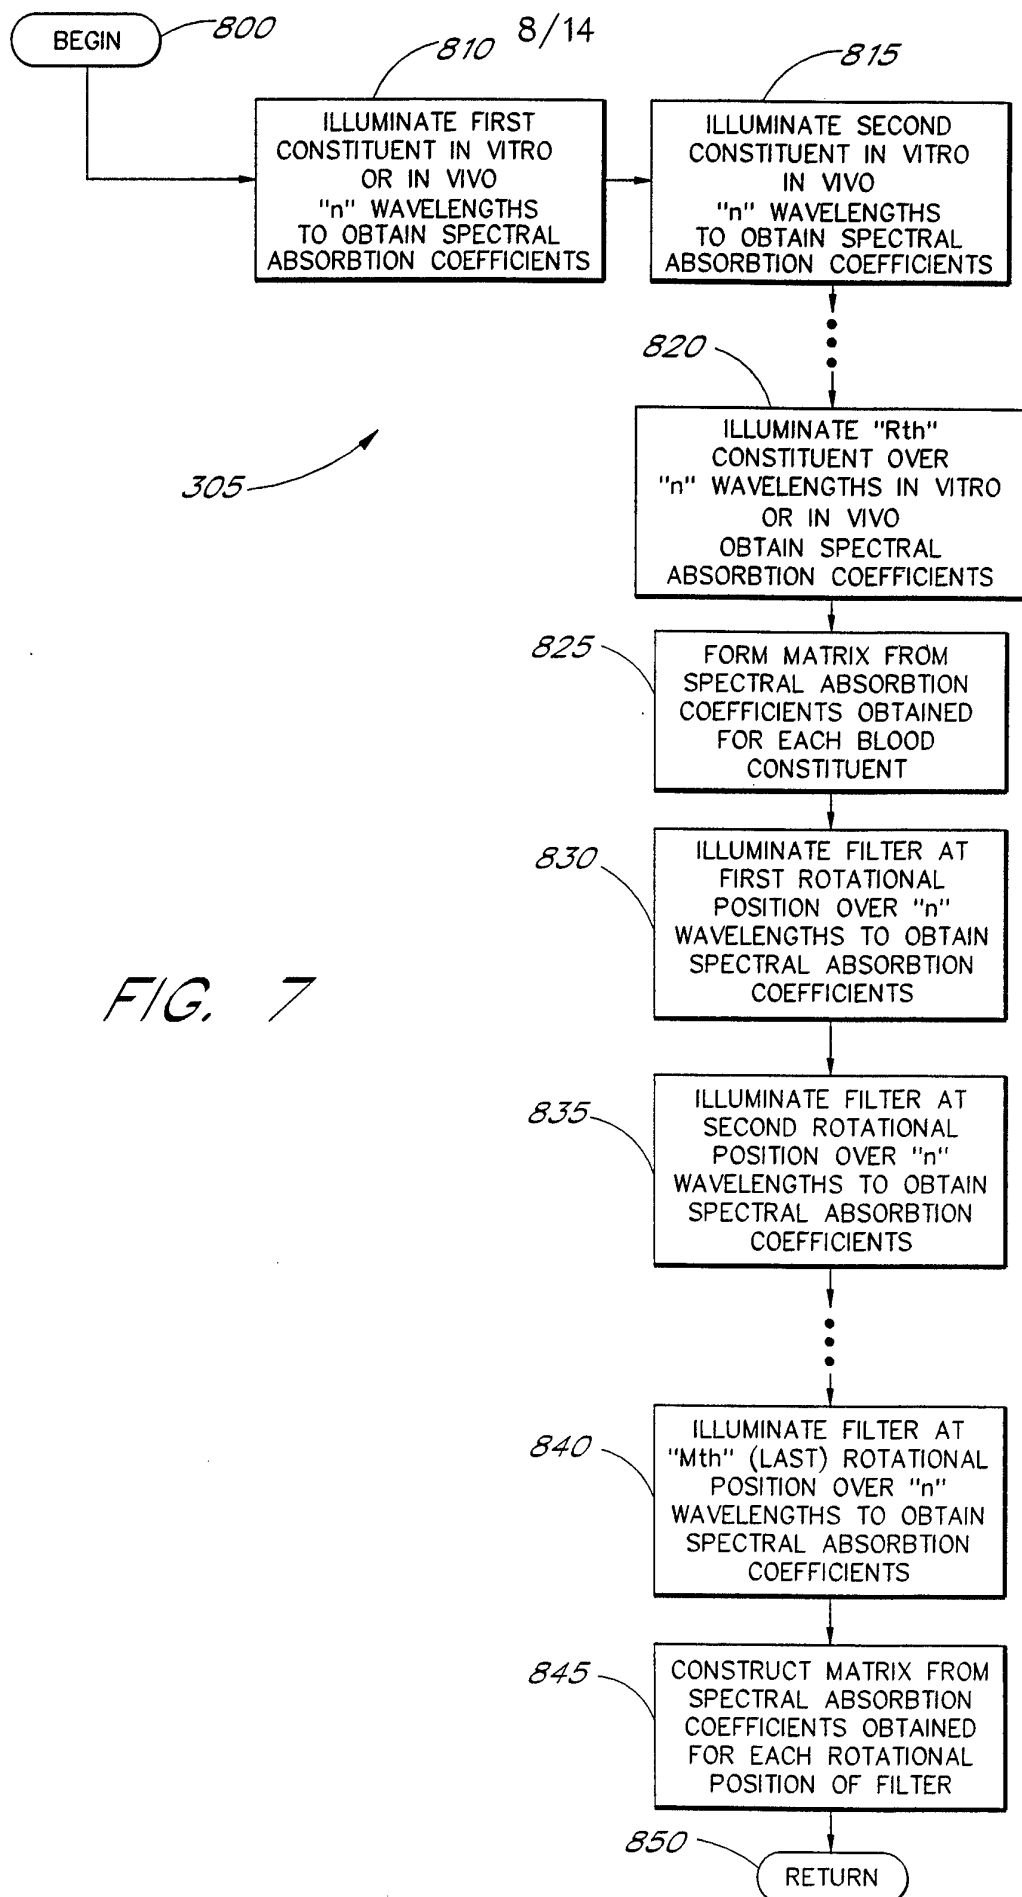 BEGIN
800
8/14
810
ILLUMINATE FIRST
CONSTITUENT IN VITRO
OR IN VIVO
"n" WAVELENGTHS
TO OBTAIN SPECTRAL
ABSORBTION COEFFICIENTS
815
ILLUMINATE SECOND
CONSTITUENT IN VITRO
IN VIVO
"n" WAVELENGTHS
TO OBTAIN SPECTRAL
ABSORBTION COEFFICIENTS
820
ILLUMINATE "Rth"
CONSTITUENT OVER
"n" WAVELENGTHS IN VITRO
OR IN VIVO
OBTAIN SPECTRAL
ABSORBTION COEFFICIENTS
305
825
FORM MATRIX FROM
SPECTRAL ABSORBTION
COEFFICIENTS OBTAINED
FOR EACH BLOOD
CONSTITUENT
830
ILLUMINATE FILTER AT
FIRST ROTATIONAL
POSITION OVER "n"
WAVELENGTHS TO OBTAIN
SPECTRAL ABSORBTION
COEFFICIENTS
FIG. 7
835
ILLUMINATE FILTER AT
SECOND ROTATIONAL
POSITION OVER "n"
WAVELENGTHS TO OBTAIN
SPECTRAL ABSORBTION
COEFFICIENTS
840
ILLUMINATE FILTER AT
"Mth" (LAST) ROTATIONAL
POSITION OVER "n"
WAVELENGTHS TO OBTAIN
SPECTRAL ABSORBTION
COEFFICIENTS
845
CONSTRUCT MATRIX FROM
SPECTRAL ABSORBTION
COEFFICIENTS OBTAINED
FOR EACH ROTATIONAL
POSITION OF FILTER
850
RETURN